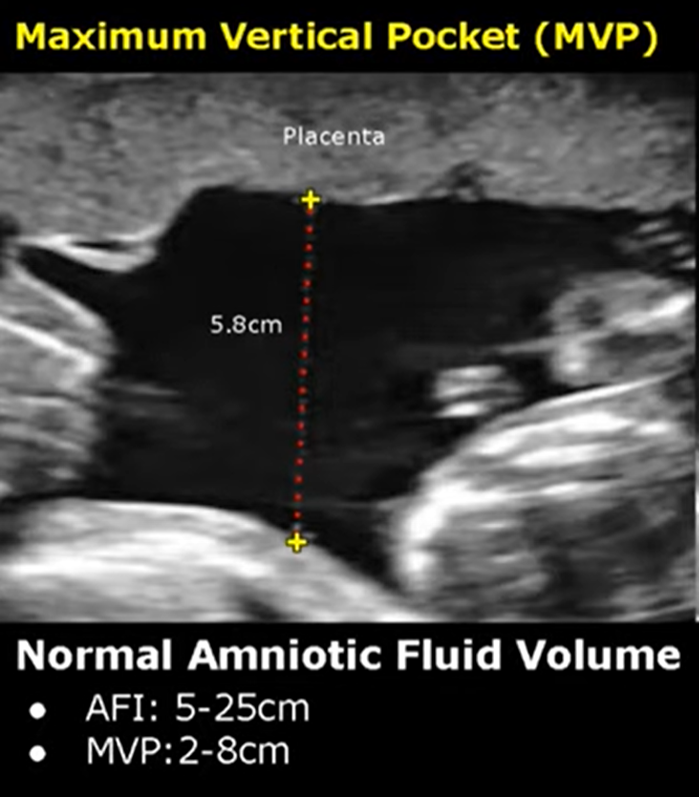 Maximum Vertical Pocket (MVP)
Placenta
5.8cm
Normal Amniotic Fluid Volume
• AFI: 5-25cm
• MVP:2-8cm